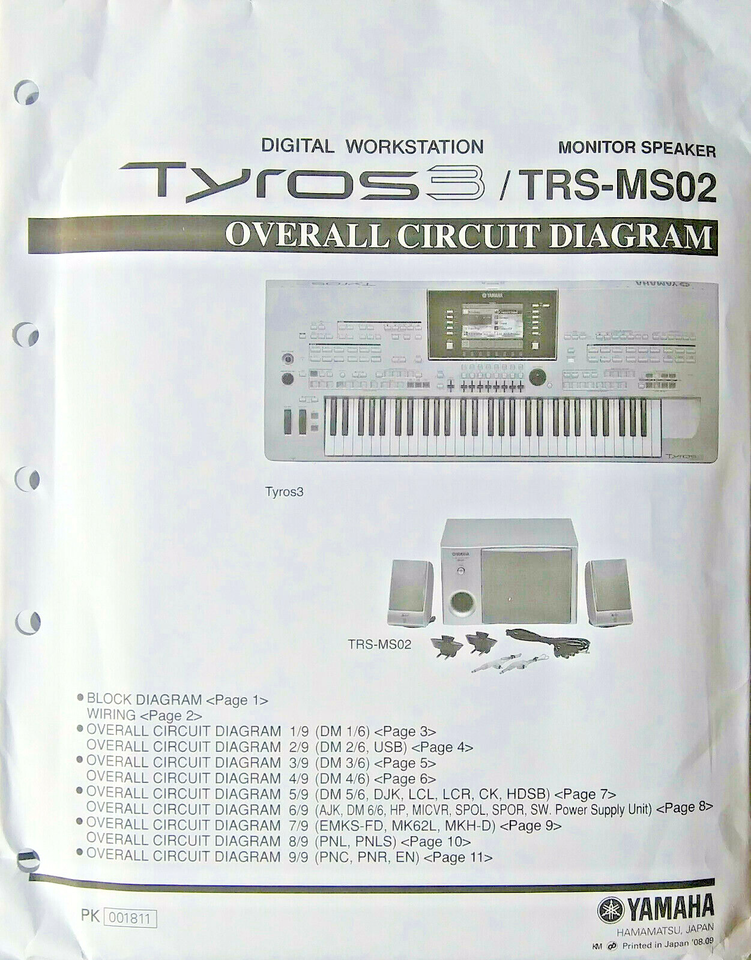 DIGITAL WORKSTATION MONITOR SPEAKER
Tyros3 / TRS-MS02
OVERALL CIRCUIT DIAGRAM
YAMAHA
Tyros3
YAMAHA
TRS-MS02
● BLOCK DIAGRAM <Page 1>
WIRING <Page 2>
● OVERALL CIRCUIT DIAGRAM 1/9 (DM 1/6) <Page 3>
OVERALL CIRCUIT DIAGRAM 2/9 (DM 2/6, USB) <Page 4>
● OVERALL CIRCUIT DIAGRAM 3/9 (DM 3/6) <Page 5>
OVERALL CIRCUIT DIAGRAM 4/9 (DM 4/6) <Page 6>
● OVERALL CIRCUIT DIAGRAM 5/9 (DM 5/6, DJK, LCL, LCR, CK, HDSB) <Page 7>
OVERALL CIRCUIT DIAGRAM 6/9 (AJK, DM 6/6, HP, MICVR, SPOL, SPOR, SW. Power Supply Unit) <Page 8>
● OVERALL CIRCUIT DIAGRAM 7/9 (EMKS-FD, MK62L, MKH-D) <Page 9>
OVERALL CIRCUIT DIAGRAM 8/9 (PNL, PNLS) <Page 10>
● OVERALL CIRCUIT DIAGRAM 9/9 (PNC, PNR, EN) <Page 11>
PK 001811
YAMAHA
HAMAMATSU, JAPAN
KM Printed in Japan '08.09